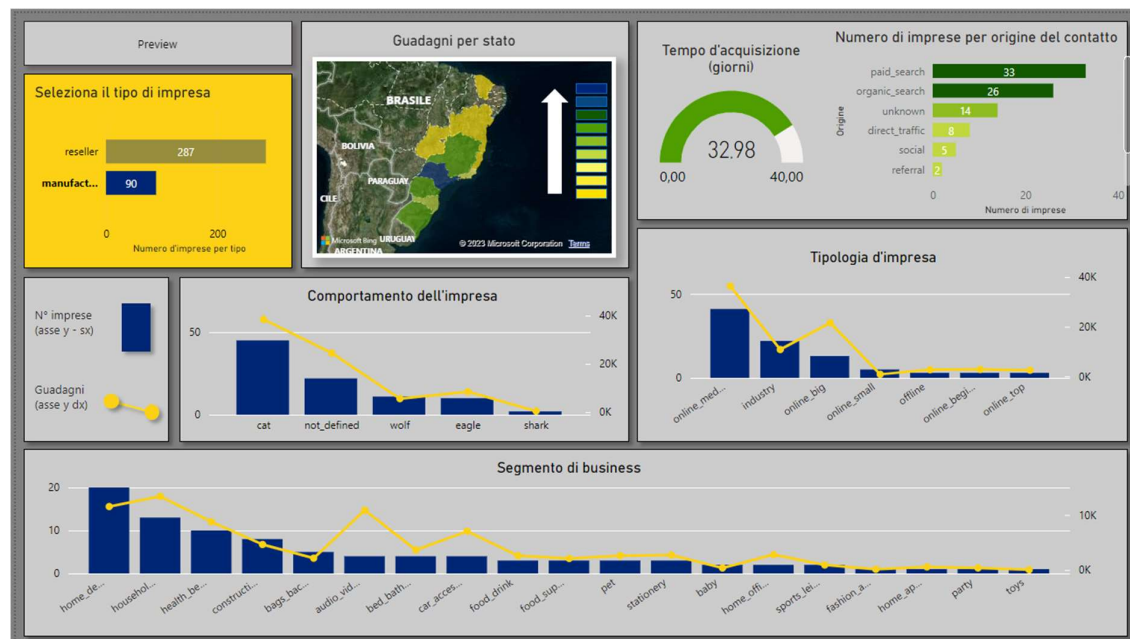 Preview
Seleziona il tipo di impresa
reseller
287
manufact...
90
0
200
Numero d'imprese per tipo
Guadagni per stato
BRASILE
BOLIVIA
PARAGUAY
CILE
URUGUAY
ARGENTINA
Microsoft Bing
© 2023 Microsoft Corporation Terms
Tempo d'acquisizione
(giorni)
32,98
0,00
40,00
Numero di imprese per origine del contatto
Origine
paid_search
33
organic_search
26
unknown
14
direct_traffic
8
social
5
referral
2
0
20
40
Numero di imprese
N° imprese
(asse y - sx)
Guadagni
(asse y dx)
Comportamento dell'impresa
50
0
40K
20K
0K
cat
not_defined
wolf
eagle
shark
Tipologia d'impresa
50
0
40K
20K
0K
online_med...
industry
online_big
online_small
offline
online_begi...
online_top
Segmento di business
20
10
0
10K
0K
home_de...
househol...
health_be...
constructi...
bags_bac...
audio_vid...
bed_bath...
car_acces...
food_drink
food_sup...
pet
stationery
baby
home_offi...
sports_lei...
fashion_a...
home_ap...
party
toys